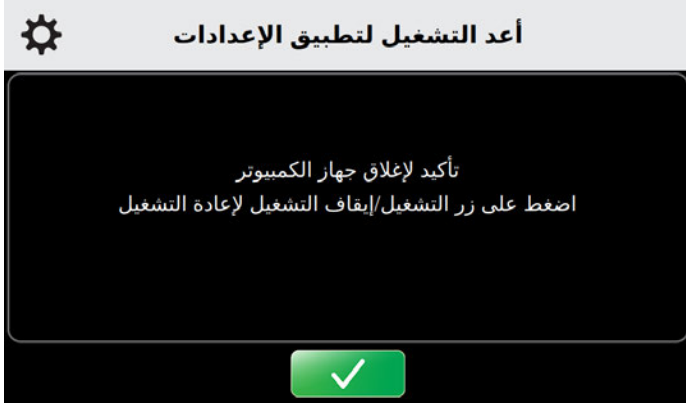 أعد التشغيل لتطبيق الإعدادات
تأكيد لإغلاق جهاز الكمبيوتر
اضغط على زر التشغيل/إيقاف التشغيل لإعادة التشغيل